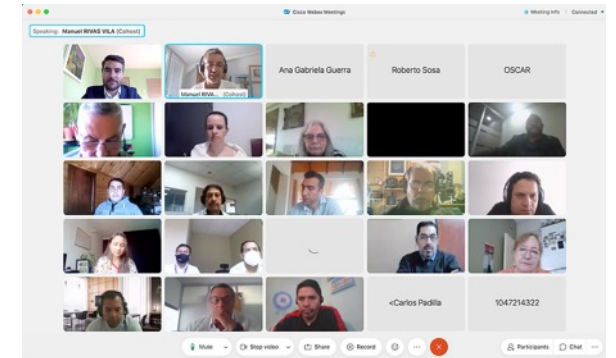 Cisco Webex Meetings
Meeting Info
Connected
Speaking: Manuel RIVAS VILA (Cohost)
Manuel RIVA... (Cohost)
Ana Gabriela Guerra
Roberto Sosa
OSCAR
<Carlos Padilla
1047214322
Mute
Stop video
Share
Record
Participants
Chat